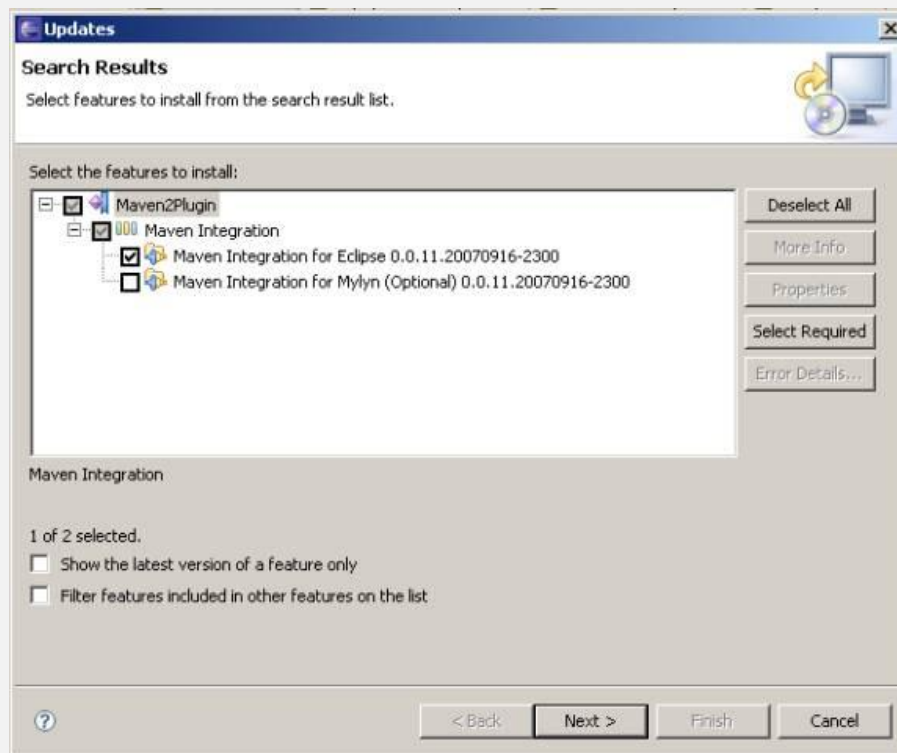 Updates
Search Results
Select features to install from the search result list.
Select the features to install:
Maven2Plugin
Maven Integration
Maven Integration for Eclipse 0.0.11.20070916-2300
Maven Integration for Mylyn (Optional) 0.0.11.20070916-2300
Deselect All
More Info
Properties
Select Required
Error Details...
Maven Integration
1 of 2 selected.
Show the latest version of a feature only
Filter features included in other features on the list
?
< Back
Next >
Finish
Cancel